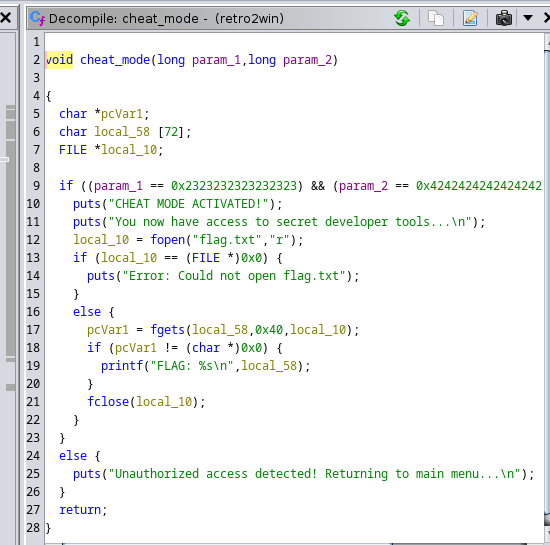 Decompile: cheat_mode - (retro2win)
1
2 void cheat_mode(long param_1,long param_2)
3
4 {
5 char *pcVar1;
6 char local_58 [72];
7 FILE *local_10;
8
9 if ((param_1 == 0x2323232323232323) && (param_2 == 0x4242424242424242
10 puts("CHEAT MODE ACTIVATED!");
11 puts("You now have access to secret developer tools...\n");
12 local_10 = fopen("flag.txt","r");
13 if (local_10 == (FILE *)0x0) {
14 puts("Error: Could not open flag.txt");
15 }
16 else {
17 pcVar1 = fgets(local_58,0x40,local_10);
18 if (pcVar1 != (char *)0x0) {
19 printf("FLAG: %s\n",local_58);
20 }
21 fclose(local_10);
22 }
23 }
24 else {
25 puts("Unauthorized access detected! Returning to main menu...\n");
26 }
27 return;
28 }